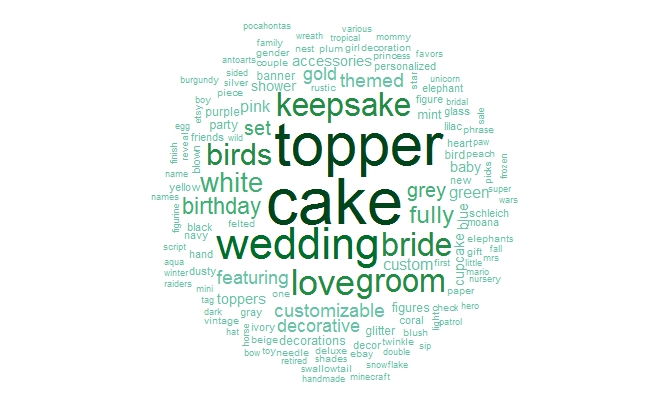 pocahontas
various
wreath tropical mommy
family nest plum girl decoration
gender princess favors
antoarts couple accessories
sided banner gold personalized
burgundy silver shower rustic themed star unicorn
piece elephant
boy pink keepsake figure bridal
etsy purple mint glass sale
egg party set topper lilac phrase
reveal friends wild heart paw
finish blown birds bird peach picks frozen
name white baby
yellow cake grey new super
names birthday fully green wars
figurine schleich
black felted moana
navy wedding bride blue
script hand elephants
aqua custom first cupcake gift fall
winter dusty featuring love groom little mrs
raiders mario nursery
mini toppers one paper
tag customizable figures check hero
dark gray coral light patrol
vintage ivory decorative glitter blush
hat horse beige decorations decor twinkle sip
bow toy needle deluxe ebay double
retired shades snowflake
swallowtail
handmade minecraft